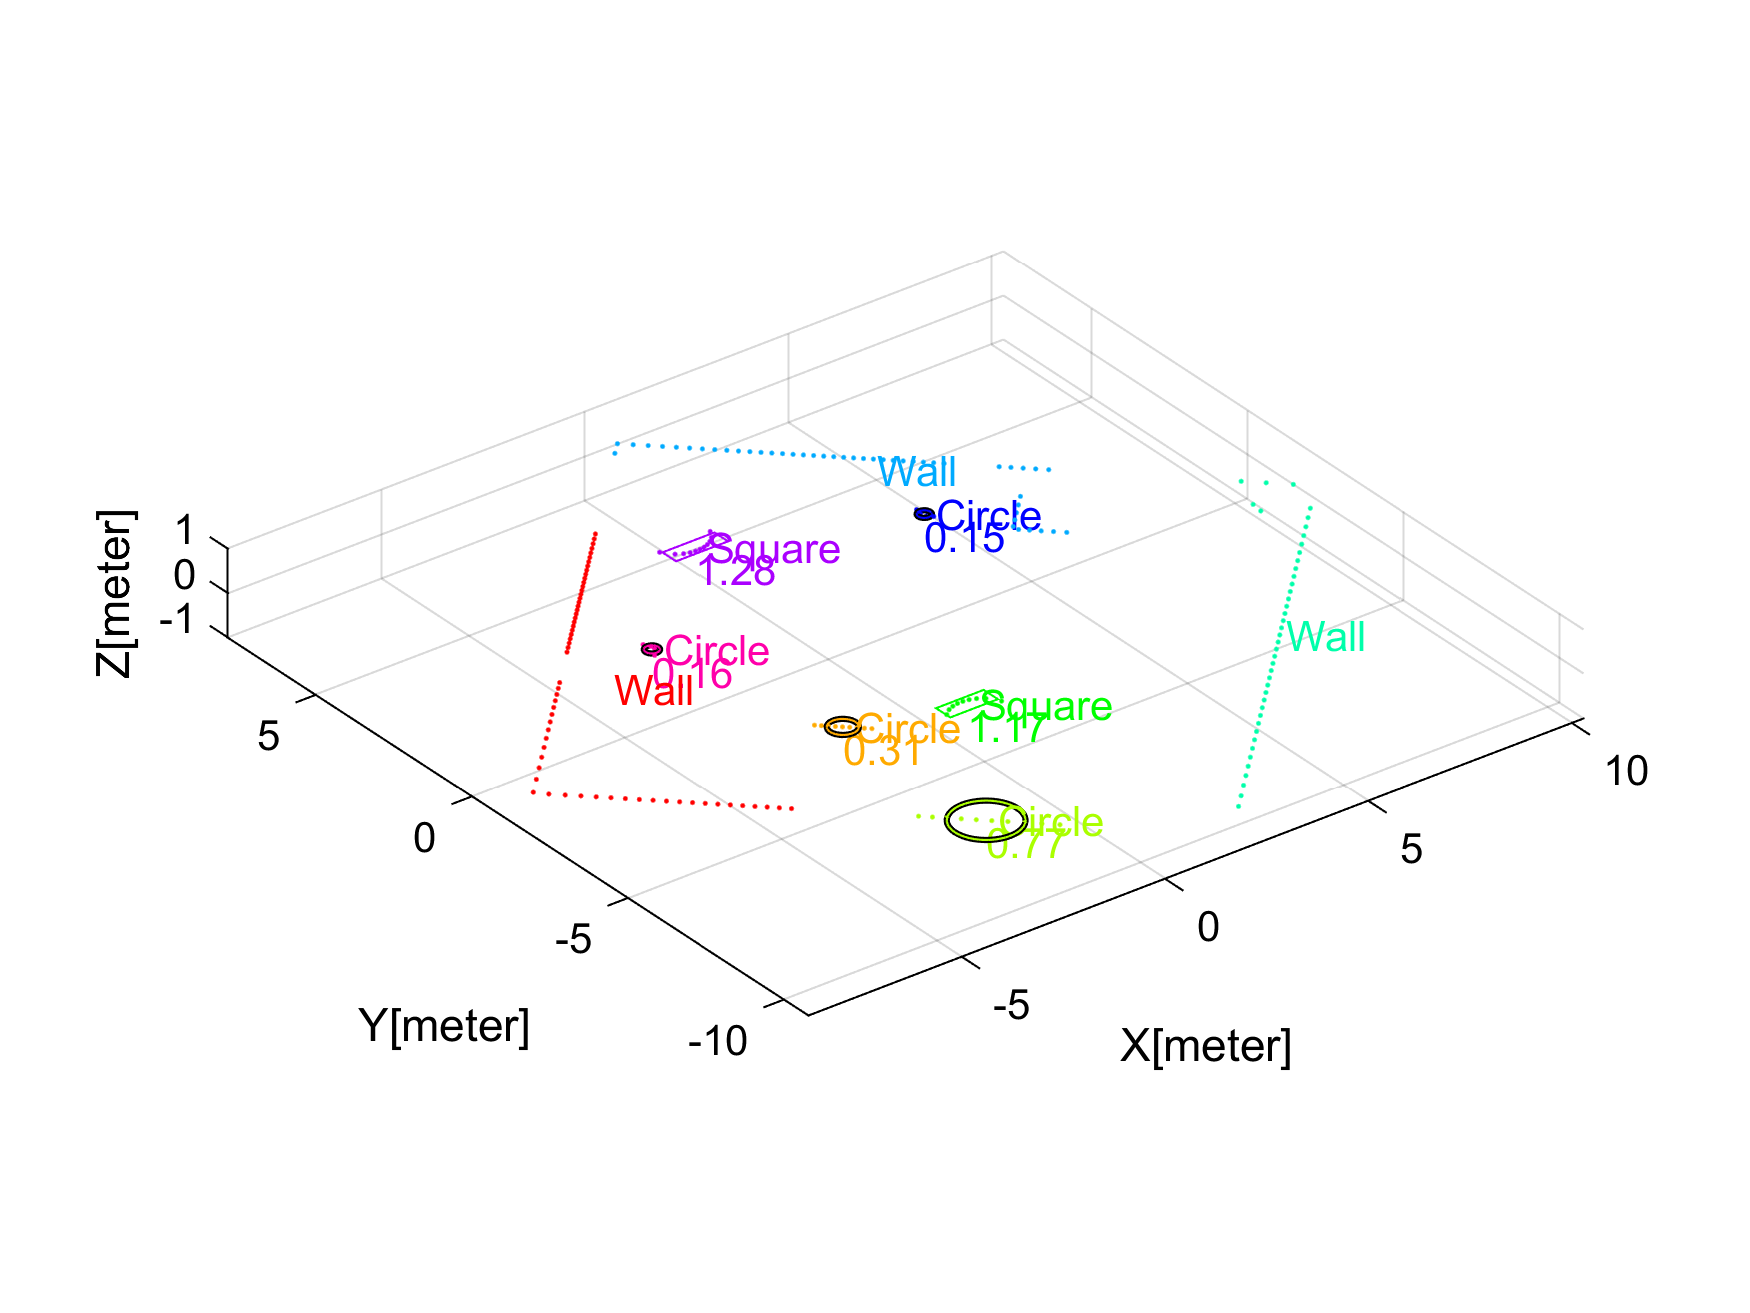 Wall
Circle
0.15
Square
1.28
Circle
0.16
Wall
Wall
Square
1.17
Circle
0.31
Circle
0.77
Z[meter]
1
0
-1
Y[meter]
5
0
-5
-10
X[meter]
-5
0
5
10